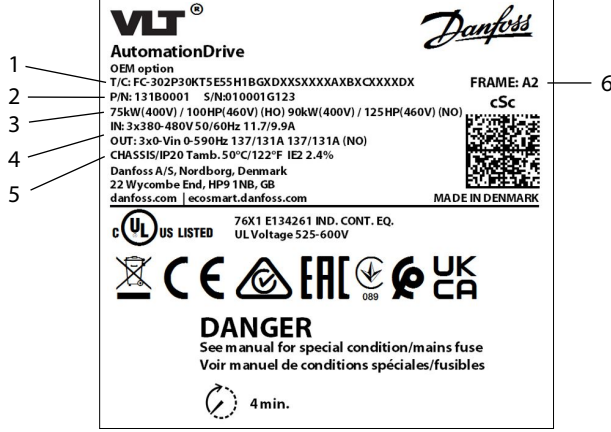 VLT®
Danfoss
AutomationDrive
OEM option
1
T/C: FC-302P30KT5E55H1BGXDXXSXXXXAXBXCXXXXDX
FRAME: A2
6
2
P/N: 131B0001 S/N:010001G123
cSc
3
75kW(400V) / 100HP(460V) (HO) 90kW(400V) / 125HP(460V) (NO)
IN: 3x380-480V 50/60Hz 11.7/9.9A
4
OUT: 3x0-Vin 0-590Hz 137/131A 137/131A (NO)
5
CHASSIS/IP20 Tamb. 50°C/122°F IE2 2.4%
Danfoss A/S, Nordborg, Denmark
22 Wycombe End, HP9 1NB, GB
danfoss.com | ecosmart.danfoss.com
MADE IN DENMARK
C UL US LISTED
76X1 E134261 IND. CONT. EQ.
UL Voltage 525-600V
CE
EAC
089
UK
CA
DANGER
See manual for special condition/mains fuse
Voir manuel de conditions spéciales/fusibles
4 min.